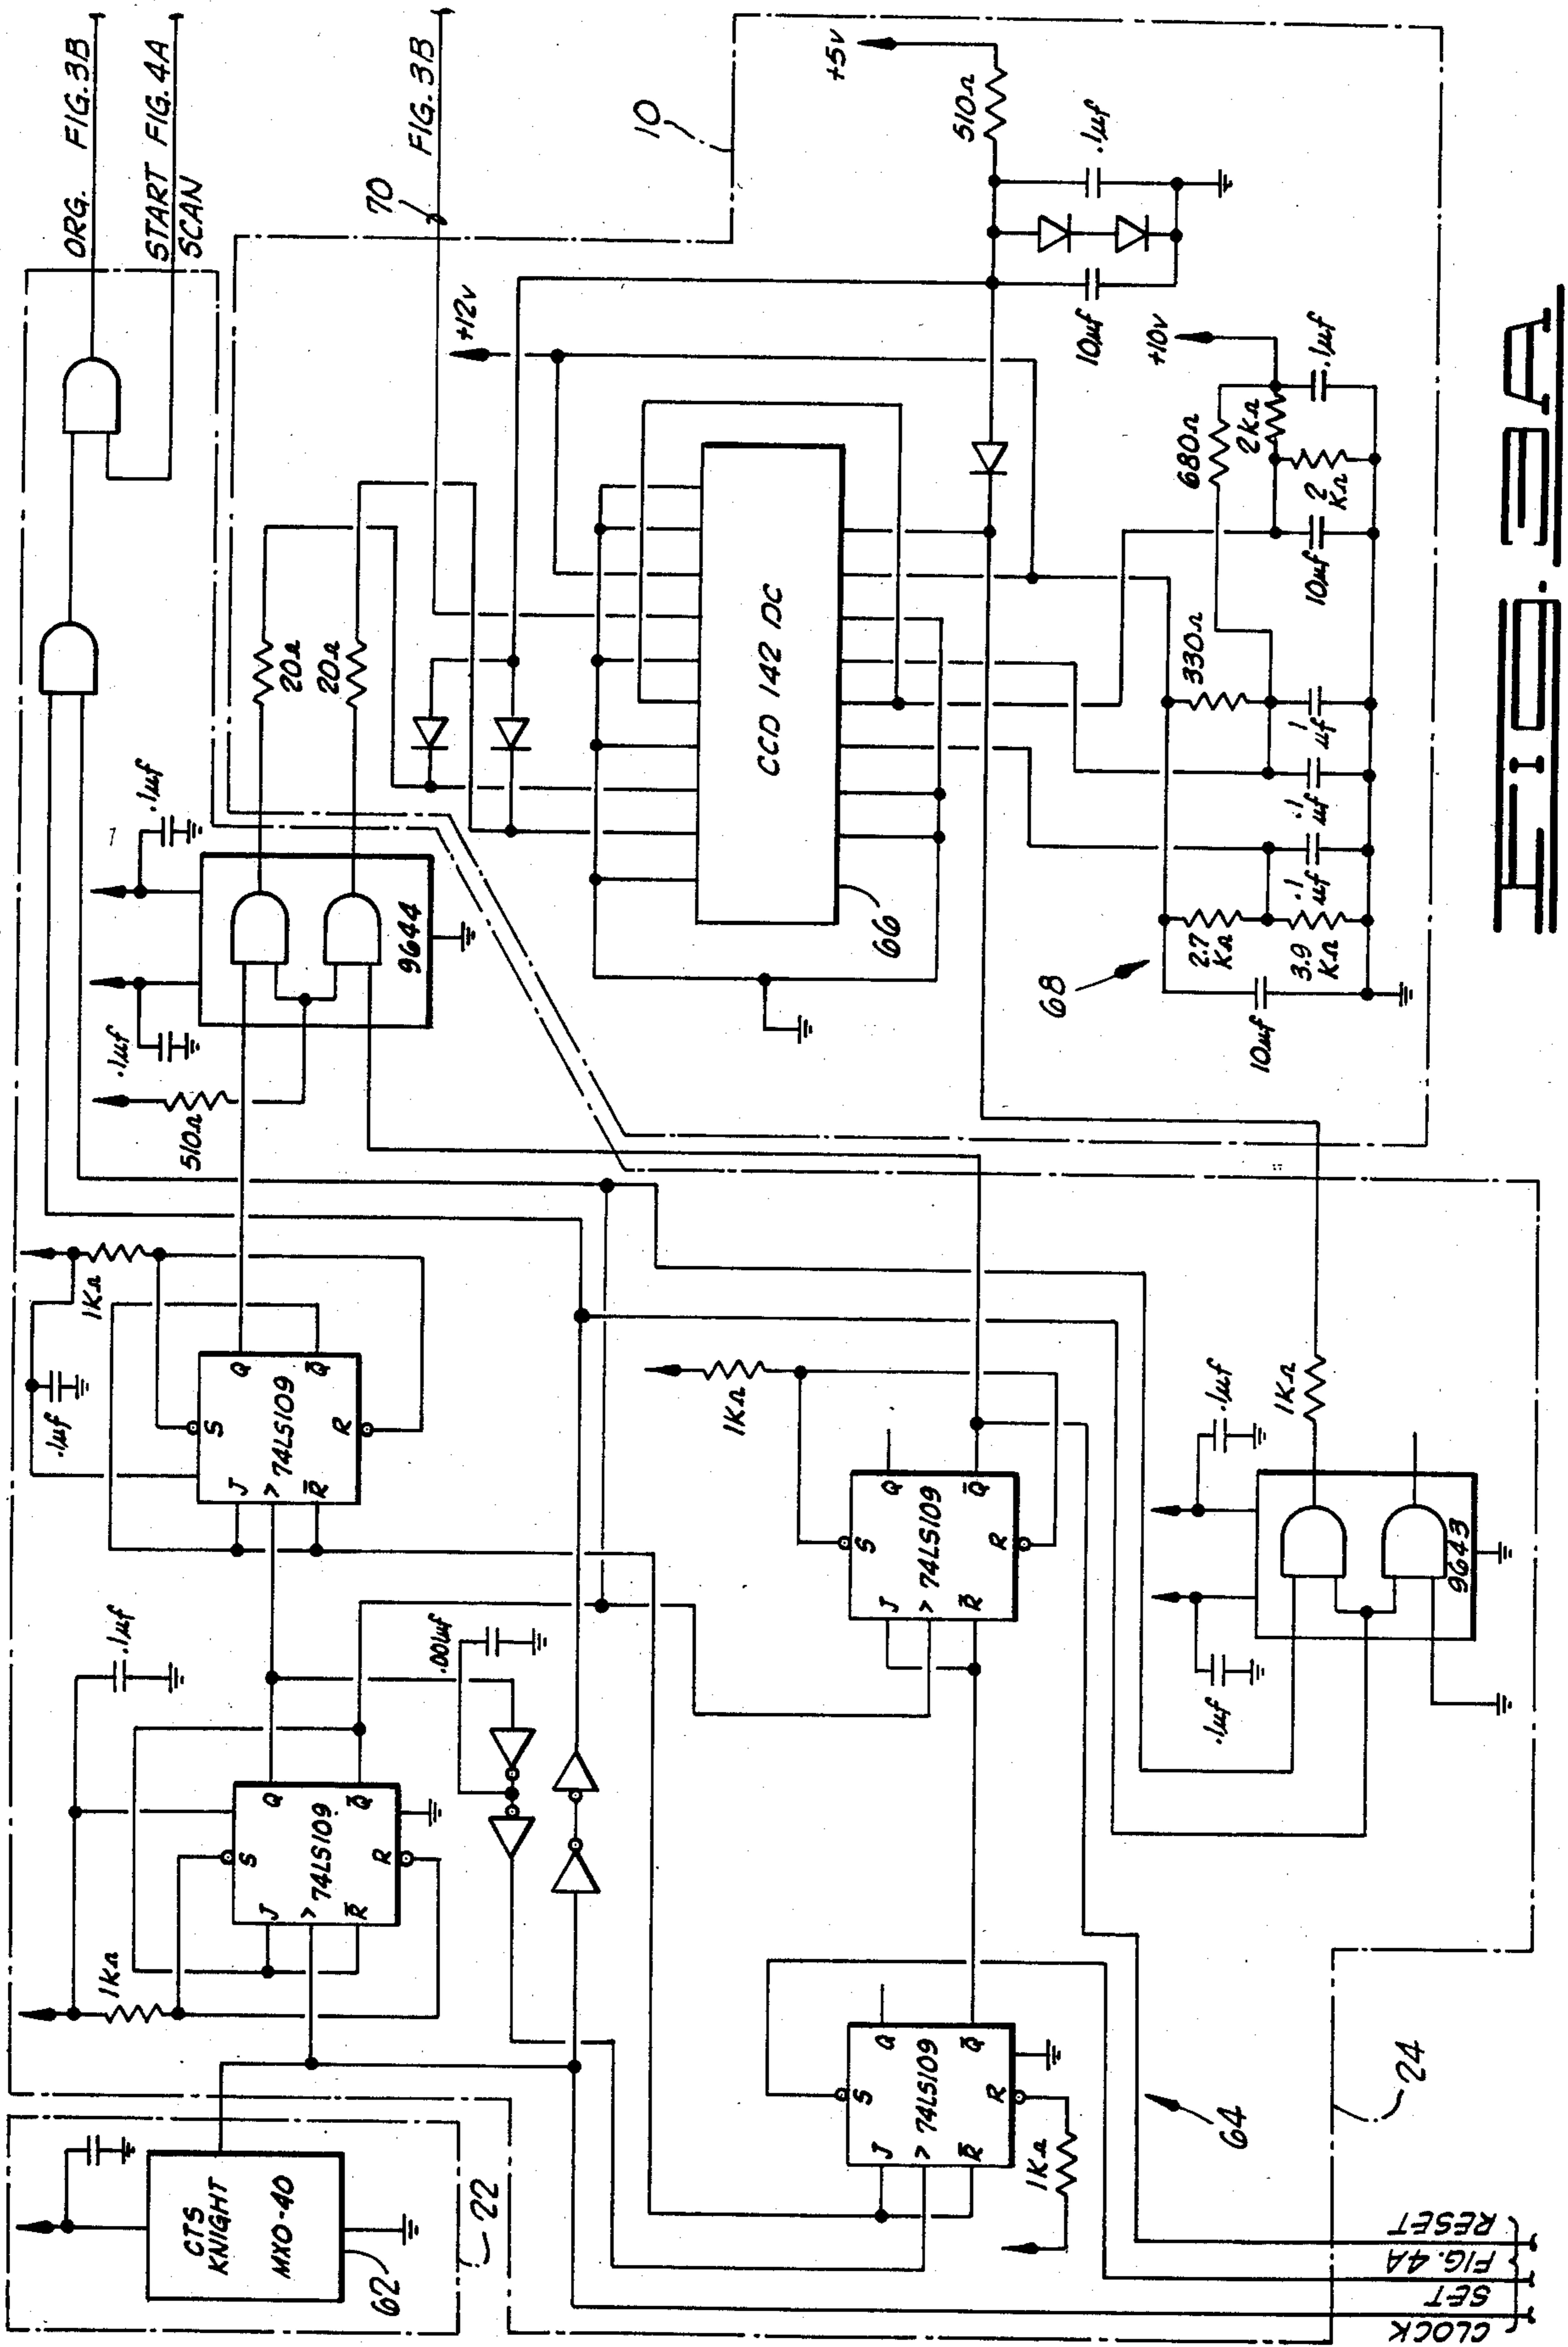 ORG. FIG. 3B
START FIG. 4A
SCAN
70
FIG. 3B
10
+5v
510Ω
.1µf
+12v
10µf
+10v
680Ω
2KΩ
.1µf
2
KΩ
10µf
330Ω
.1
µf
.1
µf
.1
µf
2.7
KΩ
3.9
KΩ
10µf
68
CCD 142 DC
66
20Ω
20Ω
.1µf
9644
.1µf
510Ω
1KΩ
.1µf
Q
Q̅
S
74LS109
R
J
>
R̅
.1µf
1KΩ
Q
Q̅
S
74LS109
R
J
>
R̅
.001µf
1KΩ
Q
Q̅
S
74LS109
R
J
>
R̅
1KΩ
.1µf
9643
.1µf
Q
Q̅
S
74LS109
R
J
>
R̅
1KΩ
64
24
CTS
KNIGHT
MXO-40
62
22
CLOCK
SET
FIG. 4A
RESET
FIG. 3A